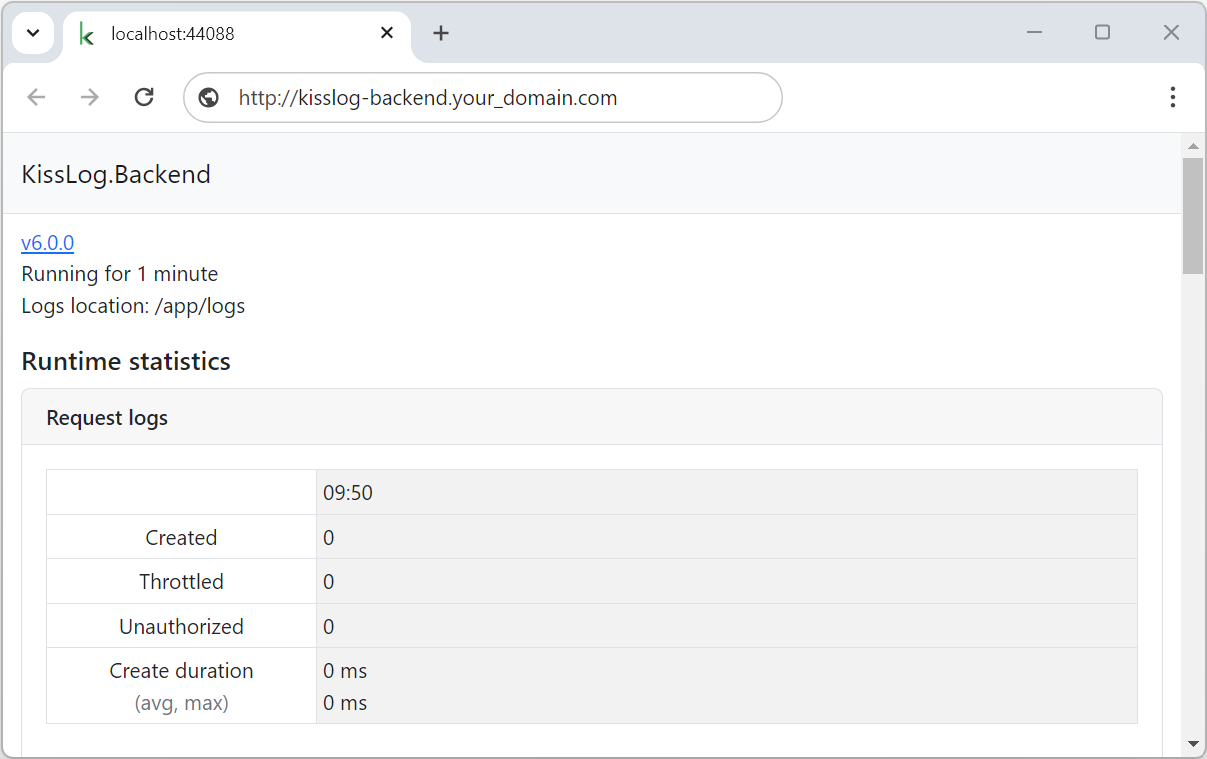 localhost:44088
http://kisslog-backend.your_domain.com
KissLog.Backend
v6.0.0
Running for 1 minute
Logs location: /app/logs
Runtime statistics
Request logs
09:50
Created 0
Throttled 0
Unauthorized 0
Create duration 0 ms
(avg, max) 0 ms